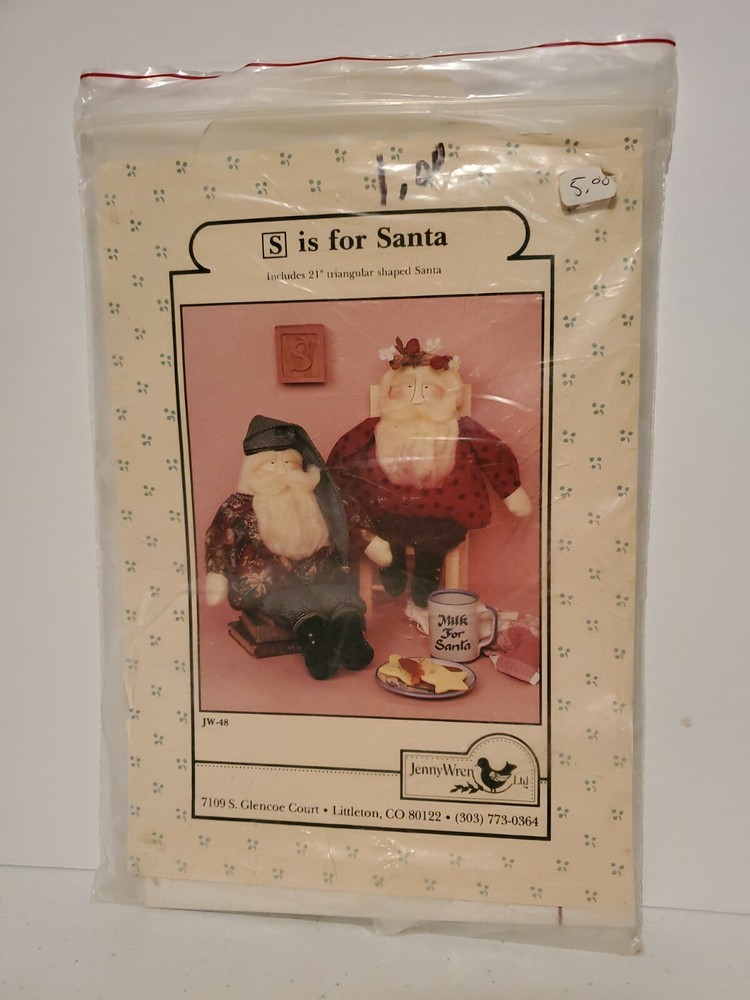 1.00
5.00
S is for Santa
Includes 21" triangular shaped Santa
S
Milk
For
Santa
JW-48
JennyWren Ltd
7109 S. Glencoe Court • Littleton, CO 80122 • (303) 773-0364